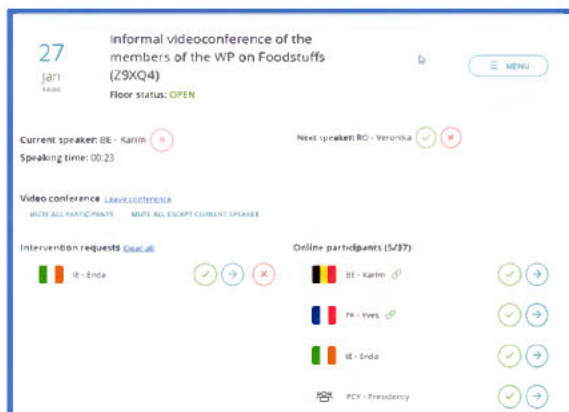 27
Jan
Informal videoconference of the
members of the WP on Foodstuffs
(Z9XQ4)
Floor status: OPEN
MENU
Current speaker: BE - Karim
Speaking time: 00:23
Next speaker: RO - Veronika
Video conference Leave conference
MUTE ALL PARTICIPANTS MUTE ALL EXCEPT CURRENT SPEAKER
Intervention requests Clear all
IE - Enda
Online participants (5/37)
BE - Karim
FR - Yves
IE - Enda
PCY - Presidency